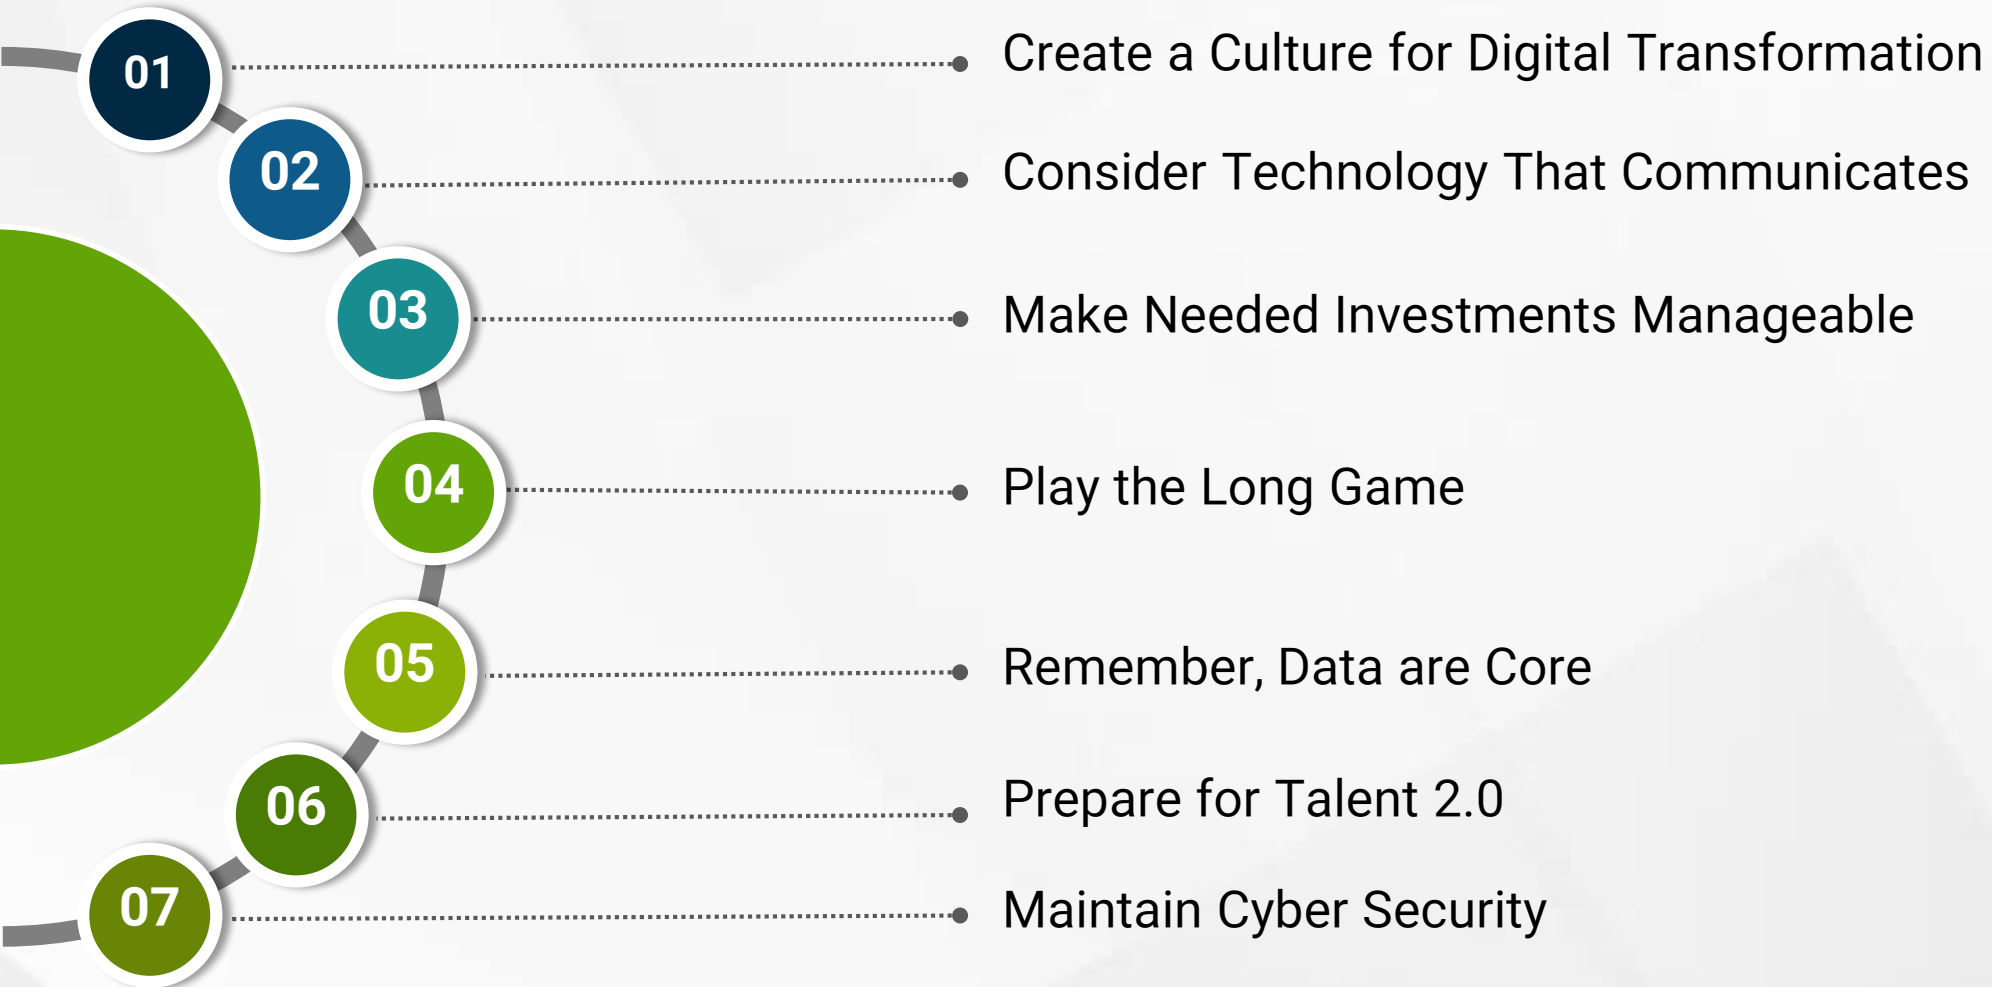 01 Create a Culture for Digital Transformation
02 Consider Technology That Communicates
03 Make Needed Investments Manageable
04 Play the Long Game
05 Remember, Data are Core
06 Prepare for Talent 2.0
07 Maintain Cyber Security